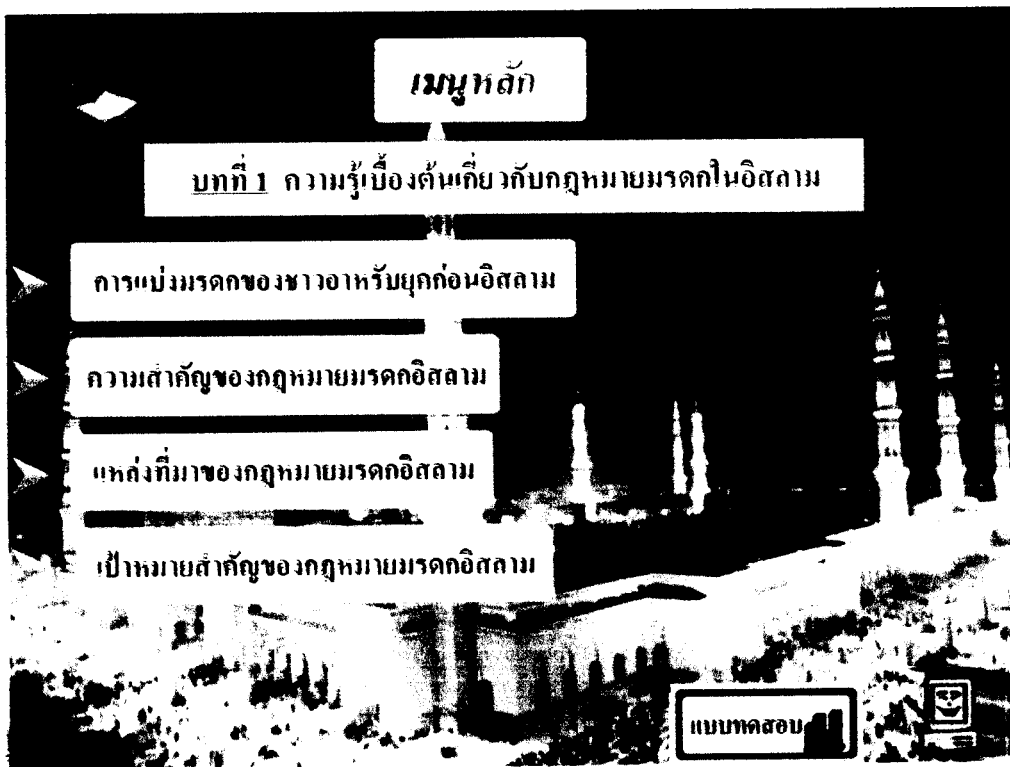 เมนูหลัก
บทที่ 1 ความรู้เบื้องต้นเกี่ยวกับกฎหมายมรดกในอิสลาม
การแบ่งมรดกของชาวอาหรับยุคก่อนอิสลาม
ความสำคัญของกฎหมายมรดกอิสลาม
แหล่งที่มาของกฎหมายมรดกอิสลาม
เป้าหมายสำคัญของกฎหมายมรดกอิสลาม
แบบทดสอบ